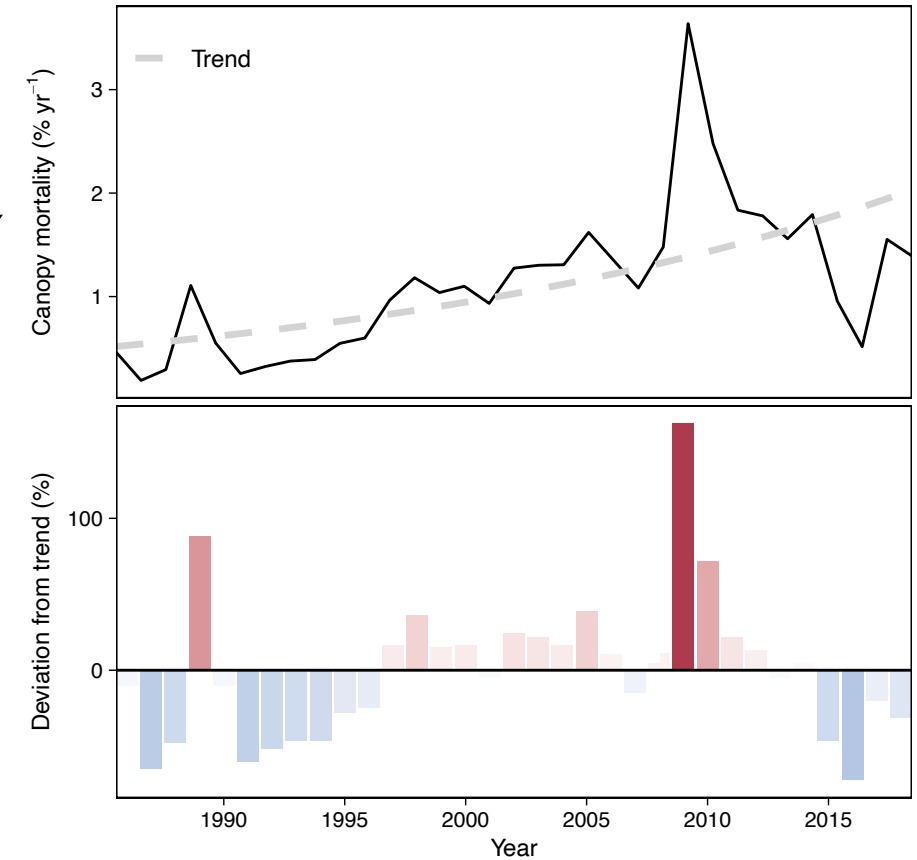 Trend
Canopy mortality (% yr⁻¹)
3
2
1
Deviation from trend (%)
100
0
1990 1995 2000 2005 2010 2015
Year